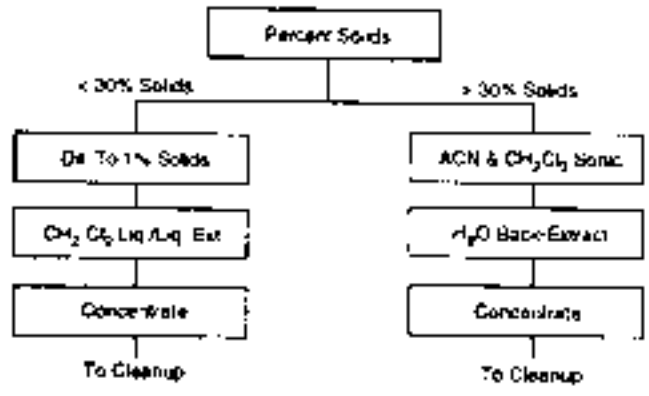 Percent Solids
< 30% Solids
> 30% Solids
Dil To 1% Solids
ACN & CH2Cl2 Sonic
CH2 Cl2 Liq /Liq Ext
H2O Back-Extract
Concentrate
Concentrate
To Cleanup
To Cleanup